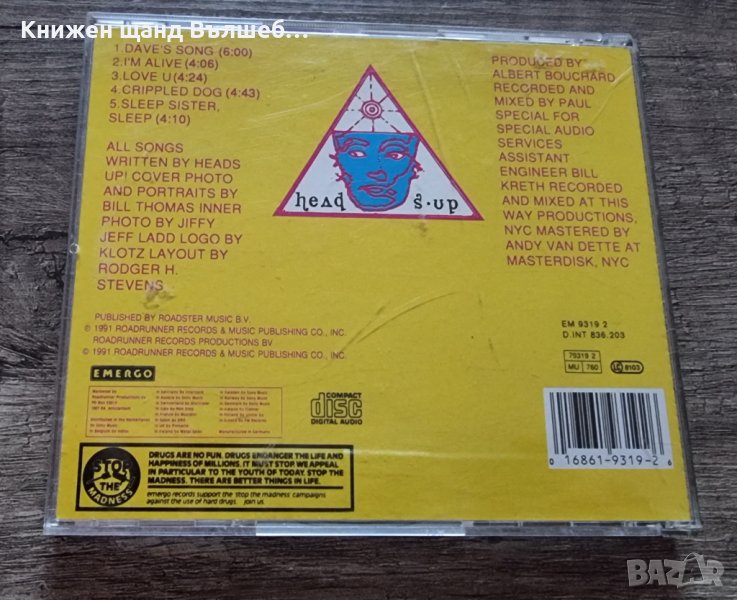 Книжен щанд Вълшеб...
1.DAVE'S SONG (6:00)
2.I'M ALIVE (4:06)
3.LOVE U (4:24)
4.CRIPPLED DOG (4:43)
5.SLEEP SISTER,
SLEEP (4:10)
ALL SONGS
WRITTEN BY HEADS
UP! COVER PHOTO
AND PORTRAITS BY
BILL THOMAS INNER
PHOTO BY JIFFY
JEFF LADD LOGO BY
KLOTZ LAYOUT BY
RODGER H.
STEVENS
heAd s·up
PRODUCED BY
ALBERT BOUCHARD
RECORDED AND
MIXED BY PAUL
SPECIAL FOR
SPECIAL AUDIO
SERVICES
ASSISTANT
ENGINEER BILL
KRETH RECORDED
AND MIXED AT THIS
WAY PRODUCTIONS,
NYC MASTERED BY
ANDY VAN DETTE AT
MASTERDISK, NYC
PUBLISHED BY ROADSTER MUSIC B.V.
© 1991 ROADRUNNER RECORDS & MUSIC PUBLISHING CO., INC.
ROADRUNNER RECORDS PRODUCTIONS BV
© 1991 ROADRUNNER RECORDS & MUSIC PUBLISHING CO., INC.
EM 9319 2
D.INT 836.203
79319 2
MU 760
LC 9103
EMERGO
COMPACT
disc
DIGITAL AUDIO
0 16861-9319-2 6
STOP
THE
MADNESS
DRUGS ARE NO FUN. DRUGS ENDANGER THE LIFE AND
HAPPINESS OF MILLIONS. IT MUST STOP. WE APPEAL
IN PARTICULAR TO THE YOUTH OF TODAY. STOP THE
MADNESS. THERE ARE BETTER THINGS IN LIFE.
emergo records support the 'stop the madness' campaigns
against the use of hard drugs. join us.
BAZAR